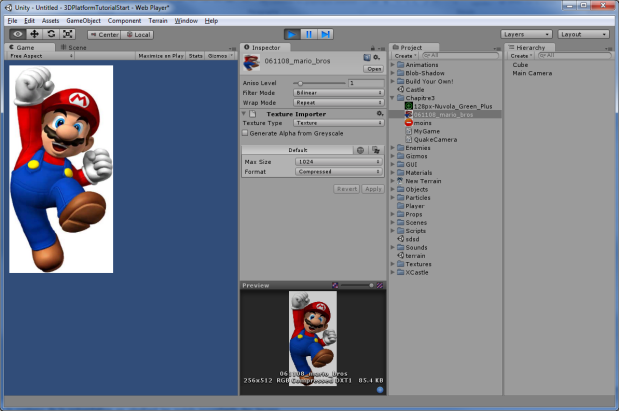 Unity - Untitled - 3DPlatformTutorialStart - Web Player*
File Edit Assets GameObject Component Terrain Window Help
Center Local Layers Layout
Game Scene
Free Aspect Maximize on Play Stats Gizmos
Inspector
061108_mario_bros
Open
Aniso Level 1
Filter Mode Bilinear
Wrap Mode Repeat
Texture Importer
Texture Type Texture
Generate Alpha from Greyscale
Default
Max Size 1024
Format Compressed
Revert Apply
Preview
061108_mario_bros
256x512 RGB Compressed DXT1 85.4 KB
Project
Create All
Animations
Blob-Shadow
Build Your Own!
Castle
Chapitre3
128px-Nuvola_Green_Plus
061108_mario_bros
moins
MyGame
QuakeCamera
Enemies
Gizmos
GUI
Materials
New Terrain
Objects
Particles
Player
Props
Scenes
Scripts
sdsd
Sounds
terrain
Textures
XCastle
Hierarchy
Create All
Cube
Main Camera